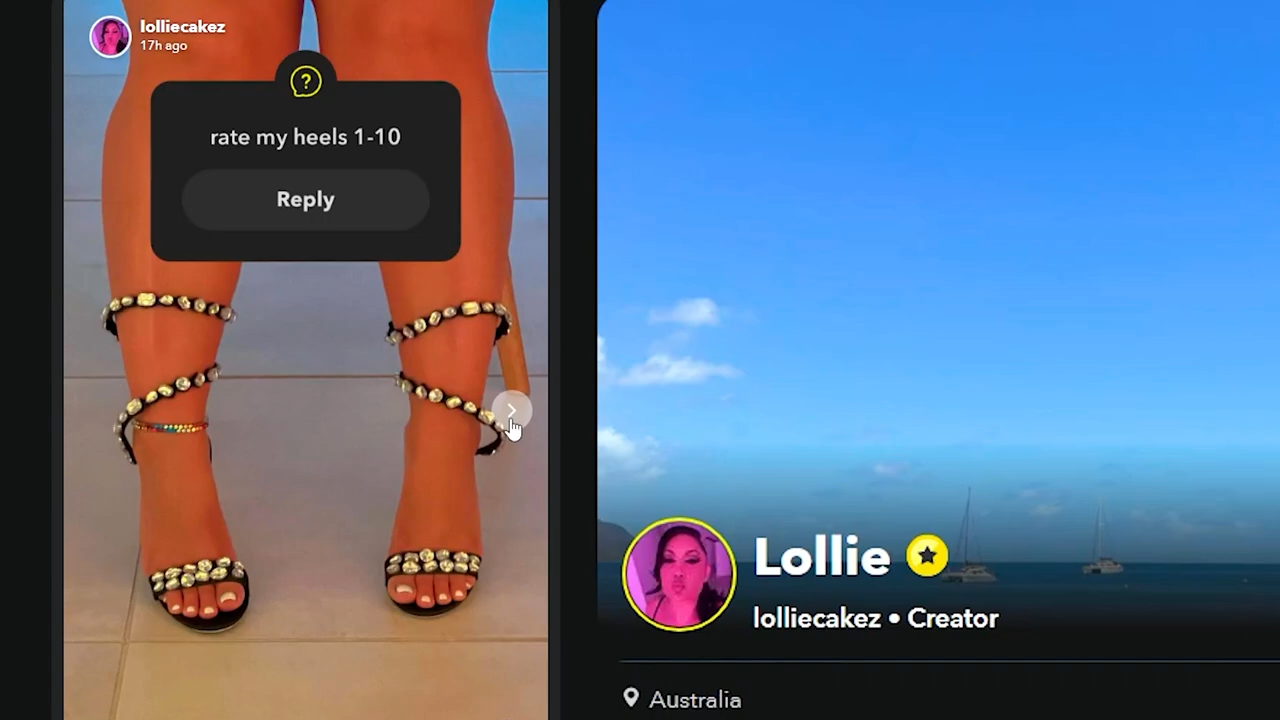 lolliecakez
17h ago
rate my heels 1-10
Reply
Lollie
lolliecakez • Creator
Australia